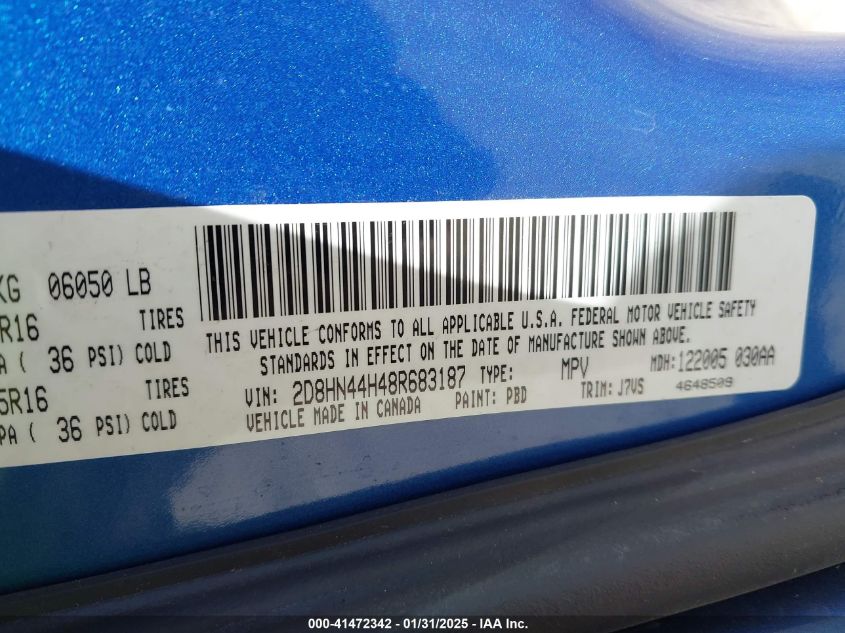 KG 06050 LB
R16 TIRES
PA ( 36 PSI) COLD
5R16 TIRES
PA ( 36 PSI) COLD
THIS VEHICLE CONFORMS TO ALL APPLICABLE U.S.A. FEDERAL MOTOR VEHICLE SAFETY
STANDARDS IN EFFECT ON THE DATE OF MANUFACTURE SHOWN ABOVE.
VIN: 2D8HN44H48R683187 TYPE: MPV MDH: 122005 030AA
VEHICLE MADE IN CANADA PAINT: PBD TRIM: J7VS 4648509
000-41472342 - 01/31/2025 - IAA Inc.